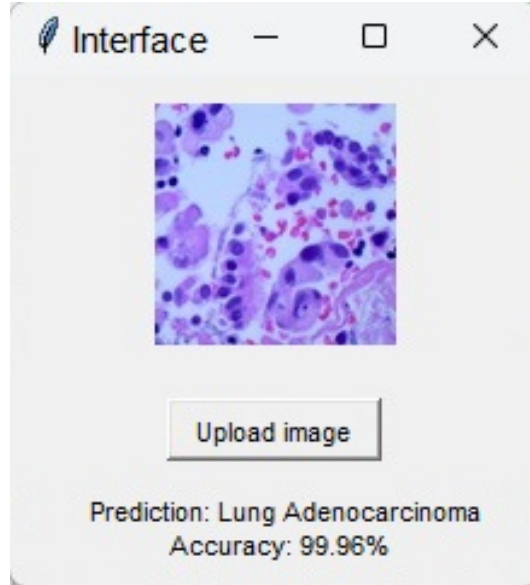 Interface
Upload image
Prediction: Lung Adenocarcinoma
Accuracy: 99.96%